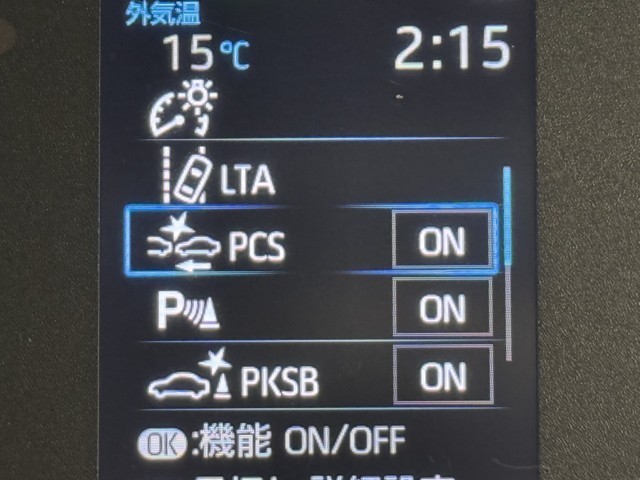 外気温
15℃
2:15
LTA
PCS ON
P ON
PKSB ON
OK:機能 ON/OFF